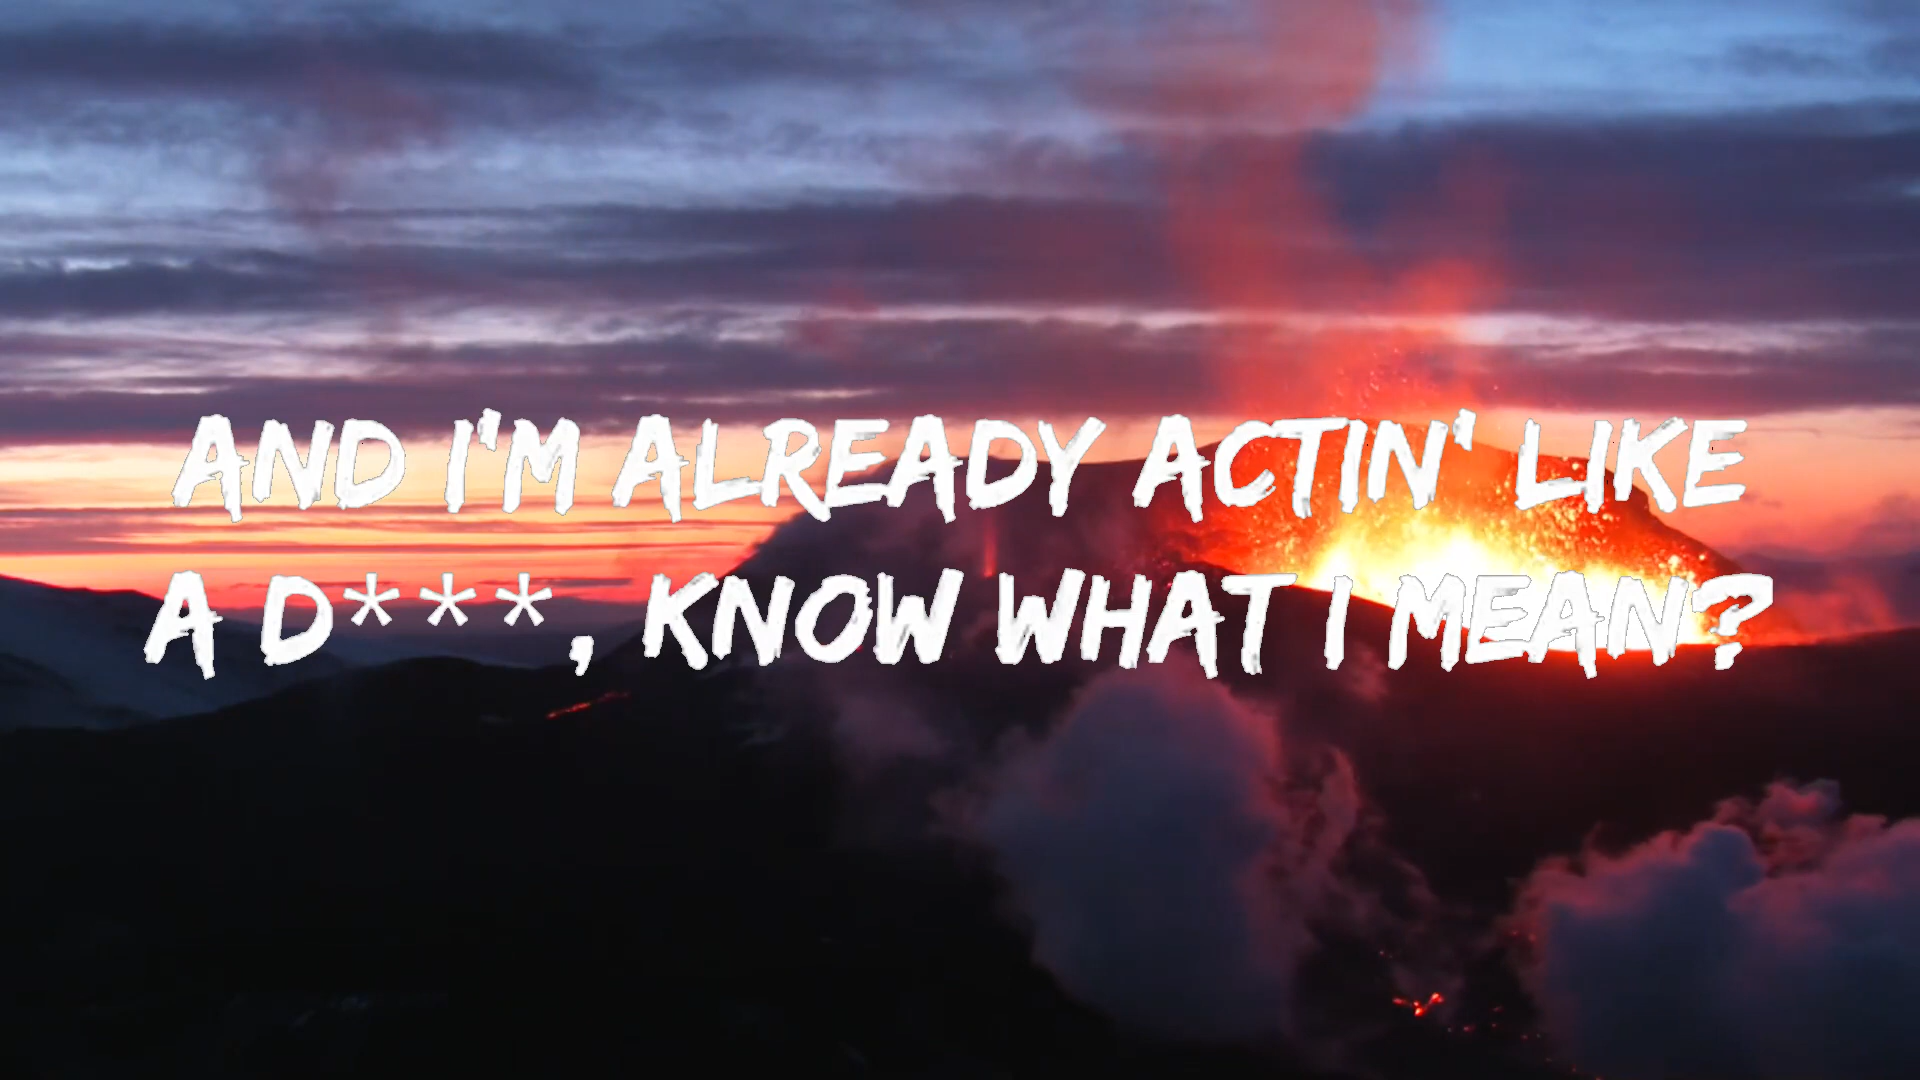 AND I'M ALREADY ACTIN' LIKE
A D***, KNOW WHAT I MEAN?